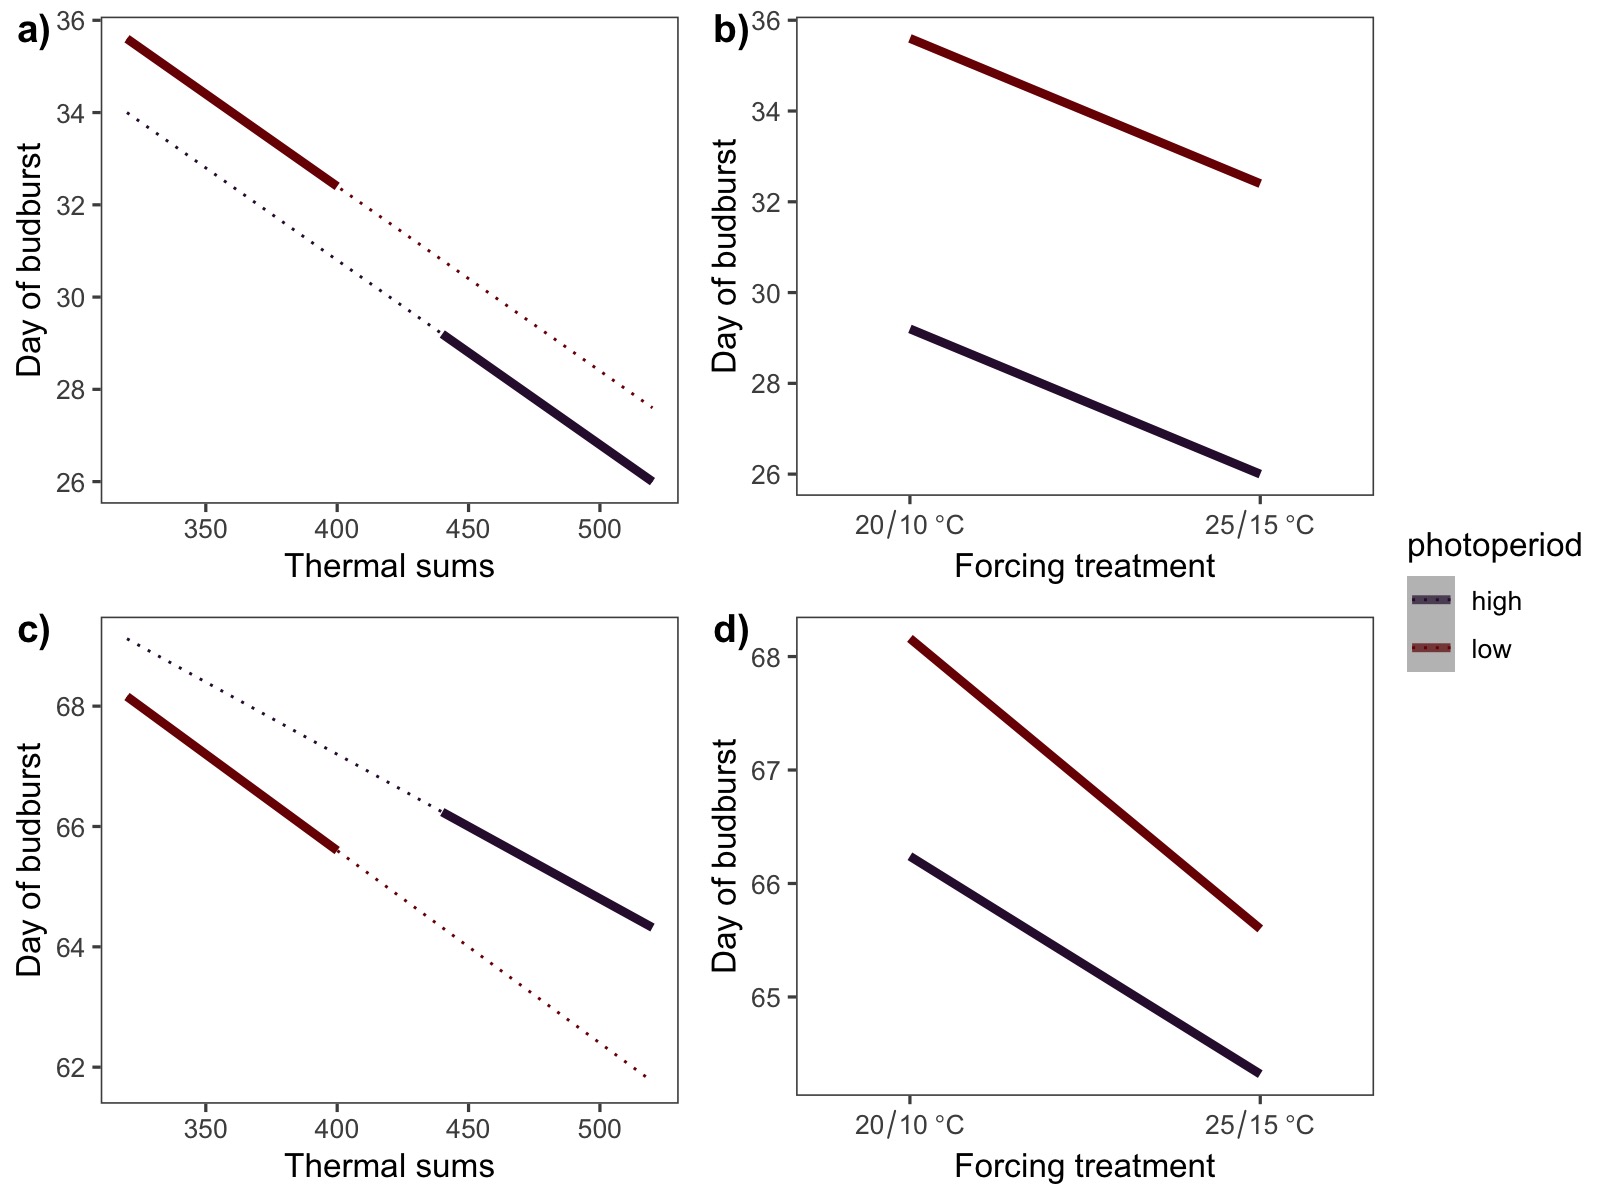 a)
36
34
32
30
28
26
Day of budburst
350 400 450 500
Thermal sums
b)
36
34
32
30
28
26
Day of budburst
20/10 °C 25/15 °C
Forcing treatment
photoperiod
high
low
c)
68
66
64
62
Day of budburst
350 400 450 500
Thermal sums
d)
68
67
66
65
Day of budburst
20/10 °C 25/15 °C
Forcing treatment